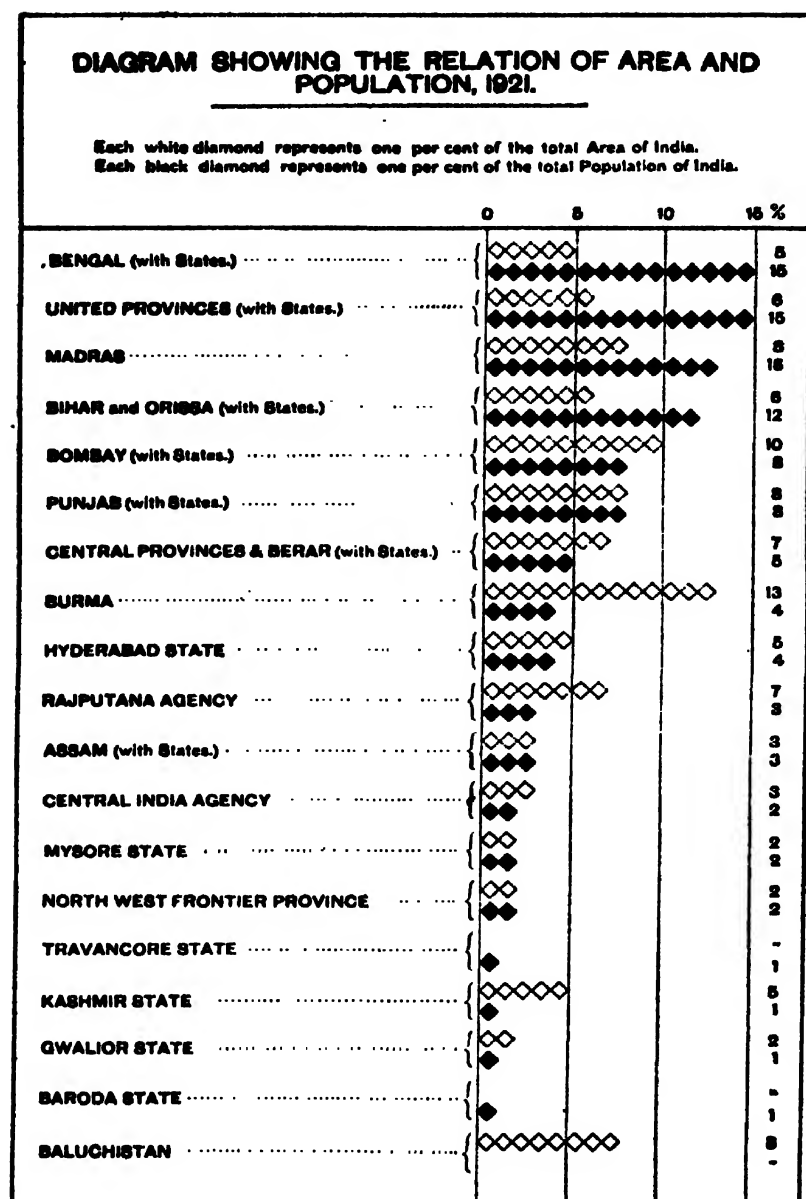 DIAGRAM SHOWING THE RELATION OF AREA AND
POPULATION, 1921.
Each white diamond represents one per cent of the total Area of India.
Each black diamond represents one per cent of the total Population of India.
0 5 10 15 %
BENGAL (with States.) 5
15
UNITED PROVINCES (with States.) 6
15
MADRAS 8
13
BIHAR and ORISSA (with States.) 6
12
BOMBAY (with States.) 10
8
PUNJAB (with States.) 8
8
CENTRAL PROVINCES & BERAR (with States.) 7
5
BURMA 13
4
HYDERABAD STATE 5
4
RAJPUTANA AGENCY 7
3
ASSAM (with States.) 3
3
CENTRAL INDIA AGENCY 3
2
MYSORE STATE 2
2
NORTH WEST FRONTIER PROVINCE 2
2
TRAVANCORE STATE -
1
KASHMIR STATE 5
1
GWALIOR STATE 2
1
BARODA STATE -
1
BALUCHISTAN 8
-